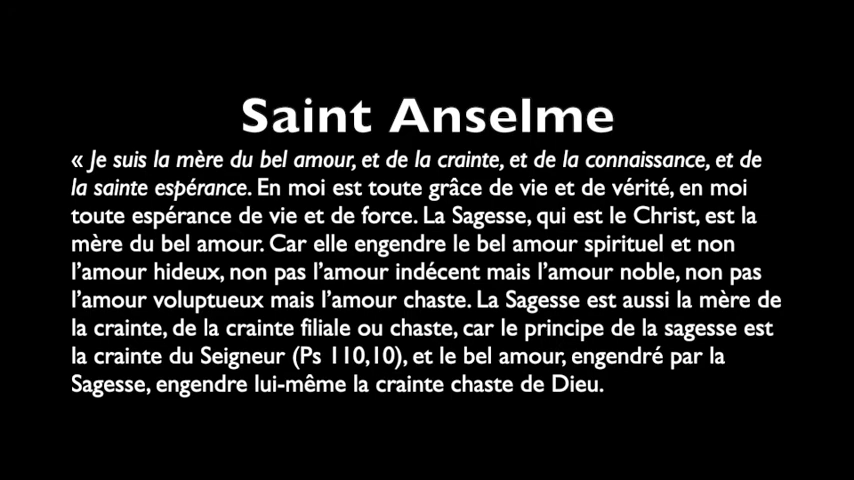 Saint Anselme
« Je suis la mère du bel amour, et de la crainte, et de la connaissance, et de
la sainte espérance. En moi est toute grâce de vie et de vérité, en moi
toute espérance de vie et de force. La Sagesse, qui est le Christ, est la
mère du bel amour. Car elle engendre le bel amour spirituel et non
l’amour hideux, non pas l’amour indécent mais l’amour noble, non pas
l’amour voluptueux mais l’amour chaste. La Sagesse est aussi la mère de
la crainte, de la crainte filiale ou chaste, car le principe de la sagesse est
la crainte du Seigneur (Ps 110,10), et le bel amour, engendré par la
Sagesse, engendre lui-même la crainte chaste de Dieu.